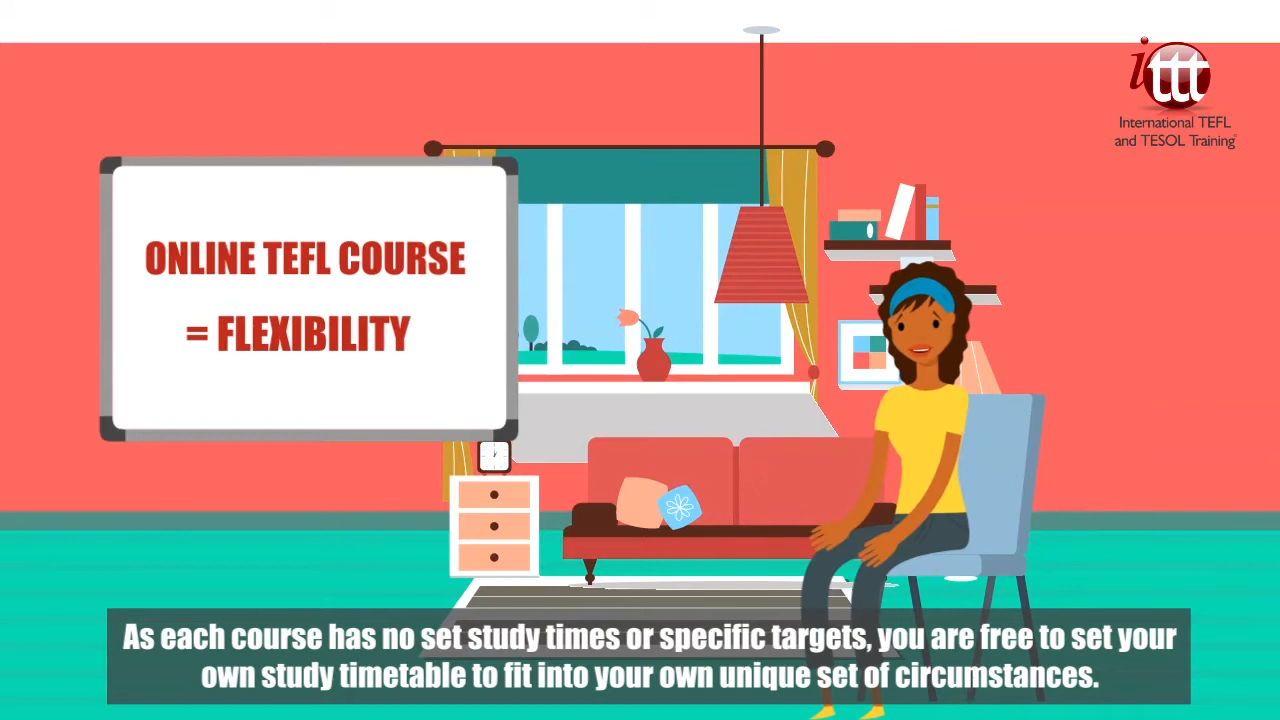 ittt
International TEFL
and TESOL Training
ONLINE TEFL COURSE
= FLEXIBILITY
As each course has no set study times or specific targets, you are free to set your
own study timetable to fit into your own unique set of circumstances.